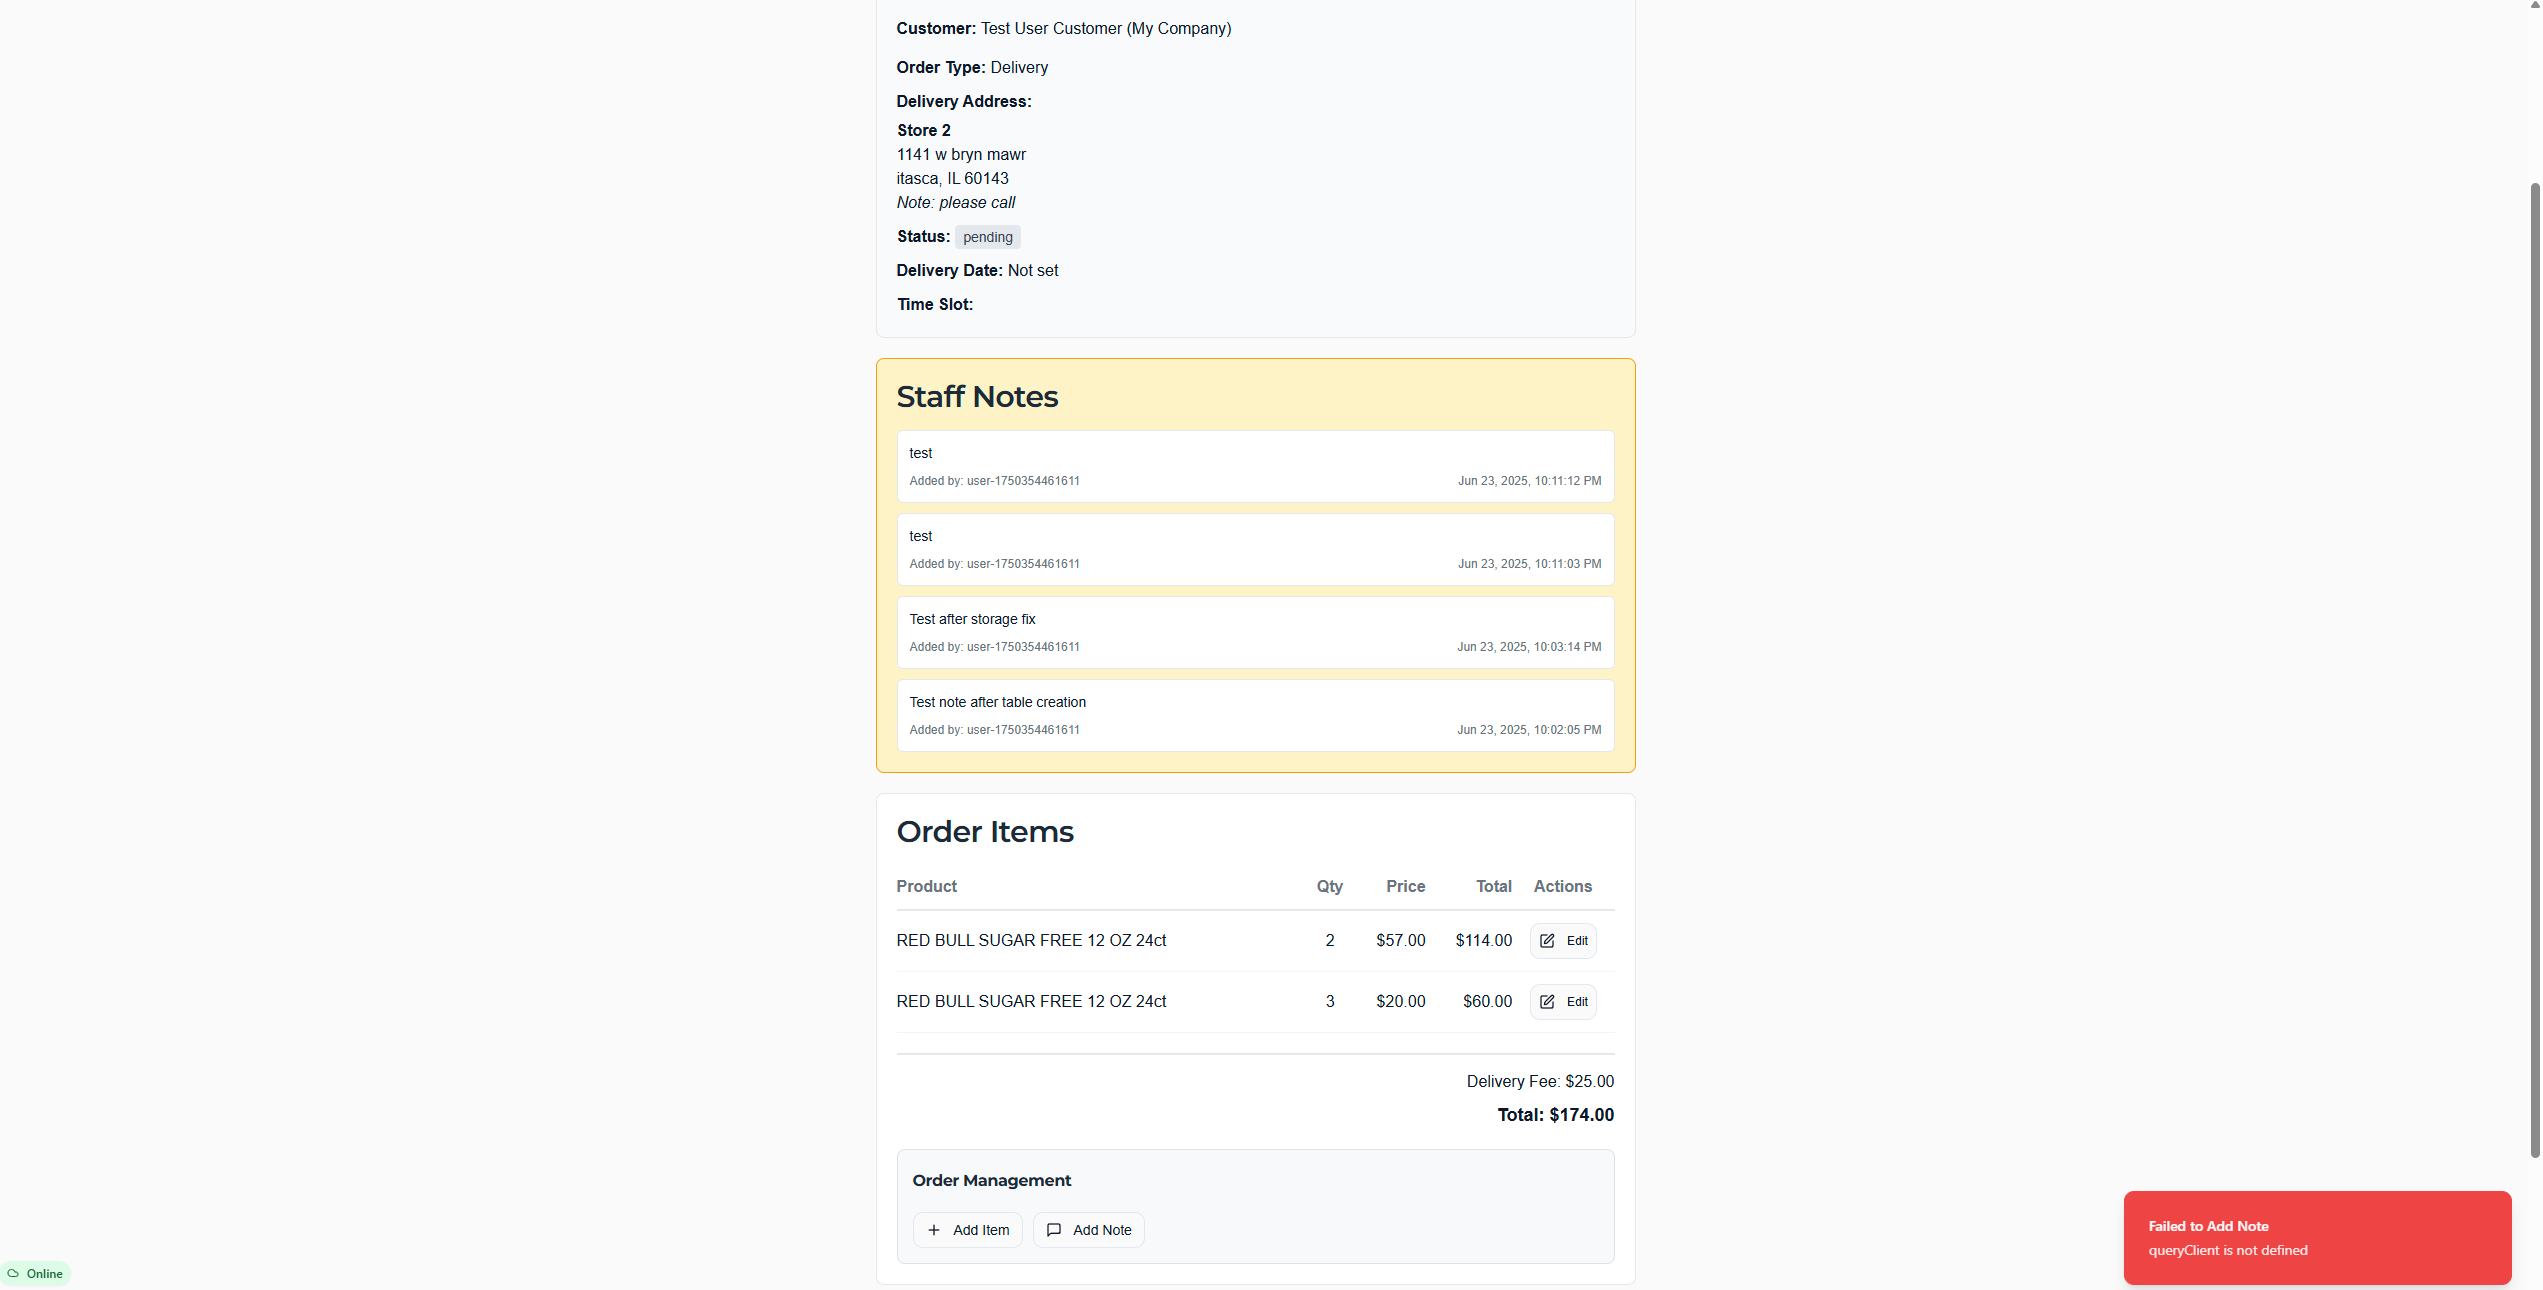 Customer: Test User Customer (My Company)
Order Type: Delivery
Delivery Address:
Store 2
1141 w bryn mawr
itasca, IL 60143
Note: please call
Status: pending
Delivery Date: Not set
Time Slot:
Staff Notes
test
Added by: user-1750354461611 Jun 23, 2025, 10:11:12 PM
test
Added by: user-1750354461611 Jun 23, 2025, 10:11:03 PM
Test after storage fix
Added by: user-1750354461611 Jun 23, 2025, 10:03:14 PM
Test note after table creation
Added by: user-1750354461611 Jun 23, 2025, 10:02:05 PM
Order Items
Product Qty Price Total Actions
RED BULL SUGAR FREE 12 OZ 24ct 2 $57.00 $114.00 Edit
RED BULL SUGAR FREE 12 OZ 24ct 3 $20.00 $60.00 Edit
Delivery Fee: $25.00
Total: $174.00
Order Management
Add Item Add Note
Online
Failed to Add Note
queryClient is not defined